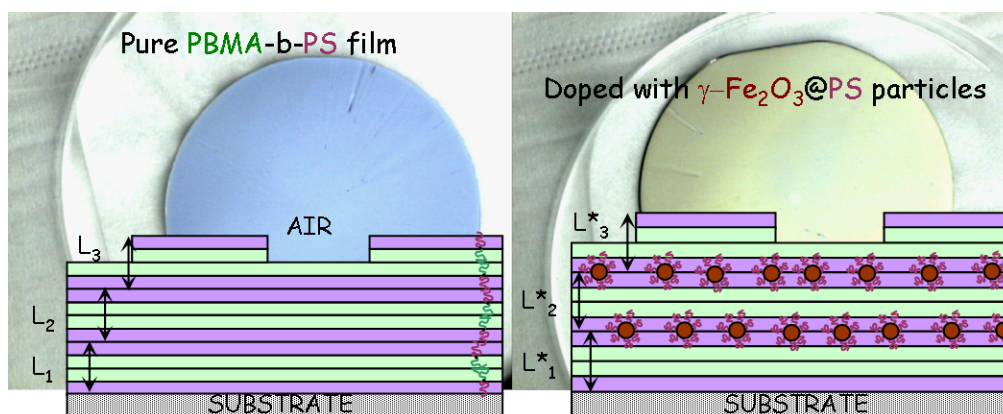 Pure PBMA-b-PS film
AIR
L₃
L₂
L₁
SUBSTRATE
Doped with γ-Fe₂O₃@PS particles
L*₃
L*₂
L*₁
SUBSTRATE